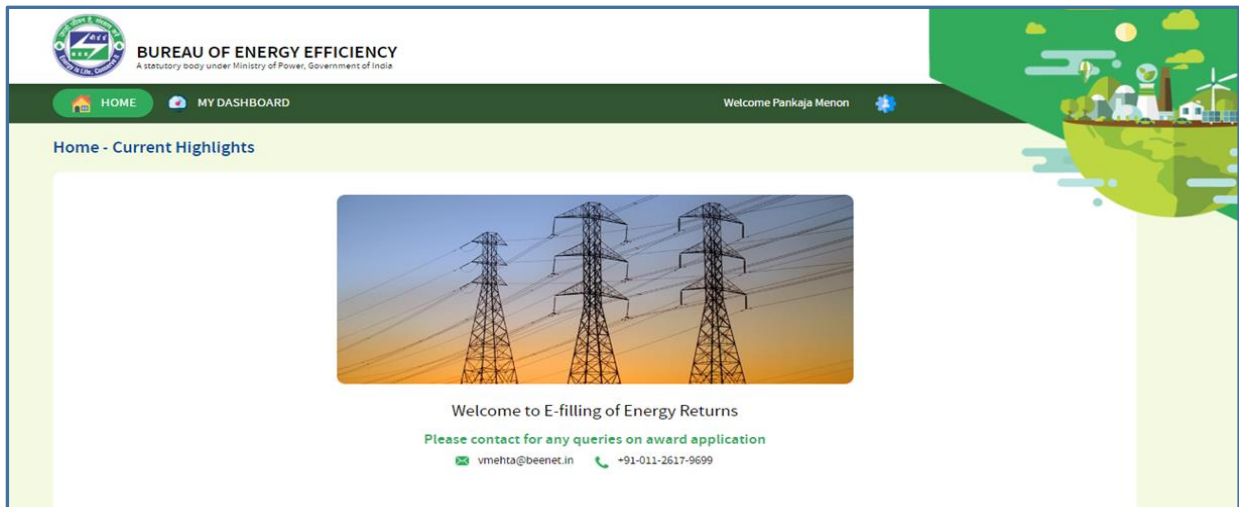 BUREAU OF ENERGY EFFICIENCY
A statutory body under Ministry of Power, Government of India
HOME MY DASHBOARD Welcome Pankaja Menon
Home - Current Highlights
Welcome to E-filling of Energy Returns
Please contact for any queries on award application
vmehta@beenet.in +91-011-2617-9699